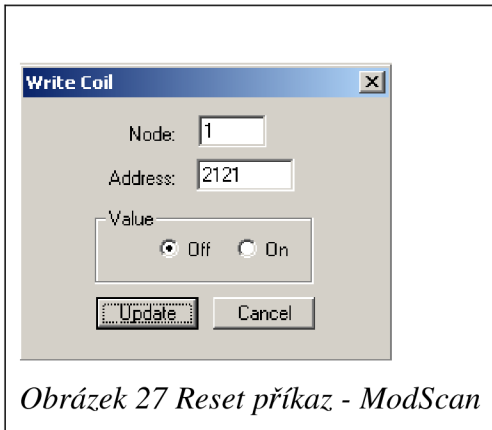 Write Coil
Node: 1
Address: 2121
Value
Off On
Update Cancel
Obrázek 27 Reset příkaz - ModScan